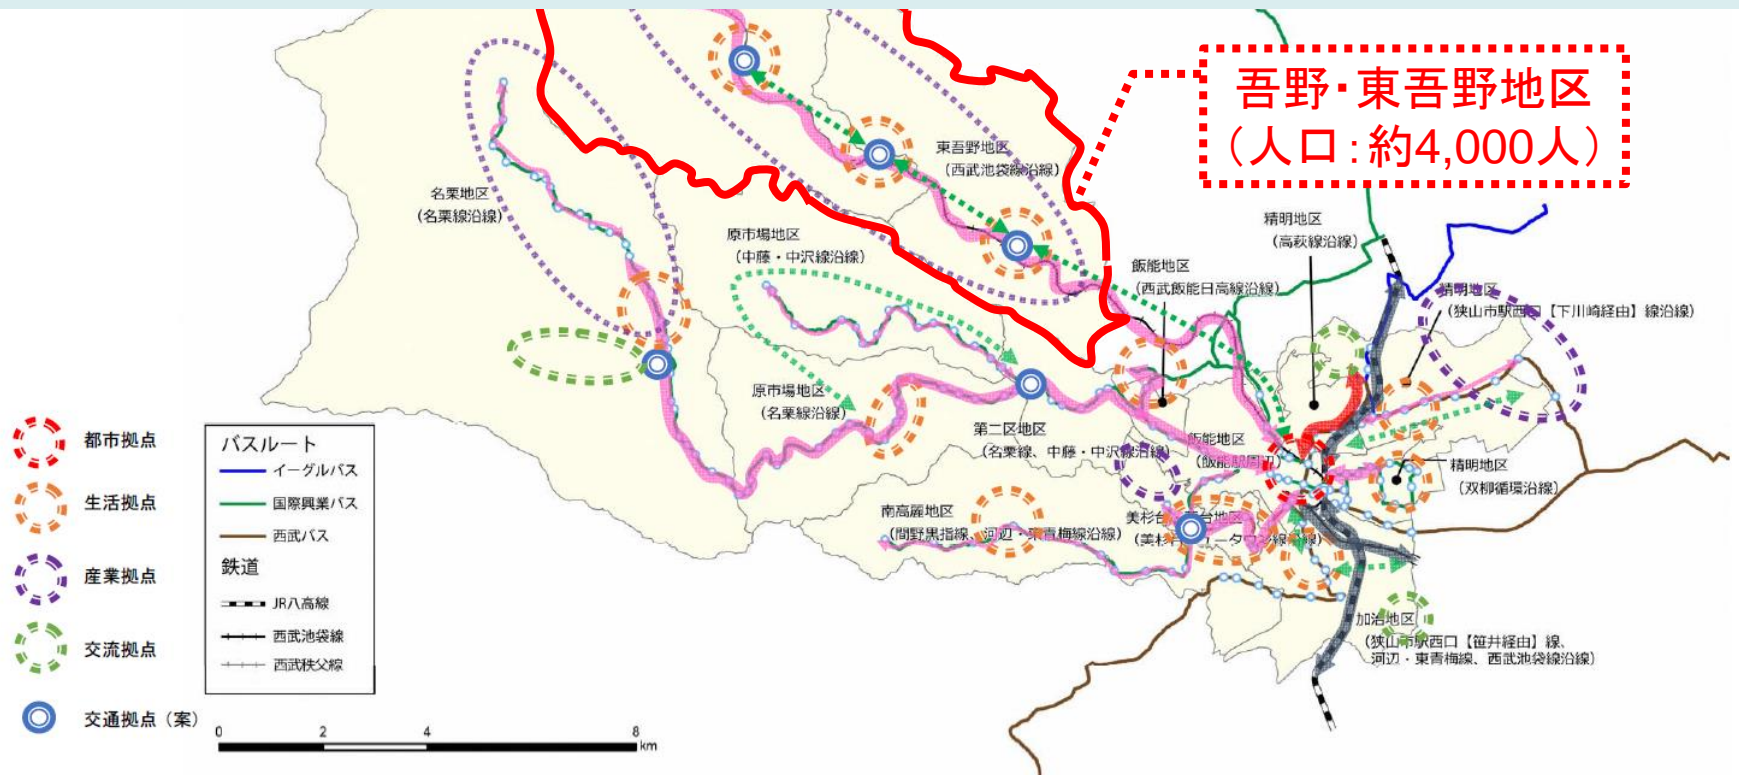 吾野・東吾野地区
（人口：約4,000人）
東吾野地区
（西武池袋線沿線）
名栗地区
（名栗線沿線）
原市場地区
（中藤・中沢線沿線）
飯能地区
（西武飯能日高線沿線）
精明地区
（高萩線沿線）
精明地区
（狭山市駅西口【下川崎経由】線沿線）
原市場地区
（名栗線沿線）
第二区地区
（名栗線、中藤・中沢線沿線）
飯能地区
（飯能駅周辺）
精明地区
（双柳循環沿線）
南高麗地区
（間野黒指線、河辺・東青梅線沿線）
加治地区
（狭山市駅西口【笹井経由】線、
河辺・東青梅線、西武池袋線沿線）
都市拠点
生活拠点
産業拠点
交流拠点
交通拠点（案）
バスルート
イーグルバス
国際興業バス
西武バス
鉄道
JR八高線
西武池袋線
西武秩父線
0 2 4 8
km